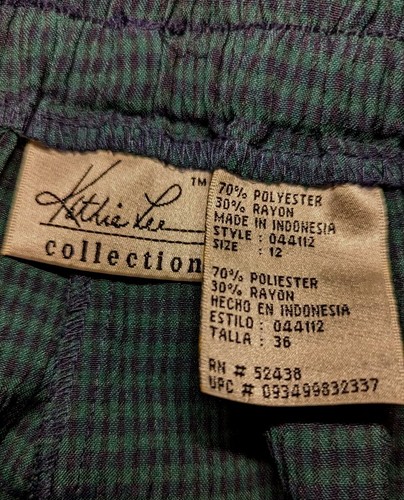 Kathie Lee ™
collection
70% POLYESTER
30% RAYON
MADE IN INDONESIA
STYLE : 044112
SIZE : 12
70% POLIESTER
30% RAYON
HECHO EN INDONESIA
ESTILO : 044112
TALLA : 36
RN # 52438
UPC # 093499832337